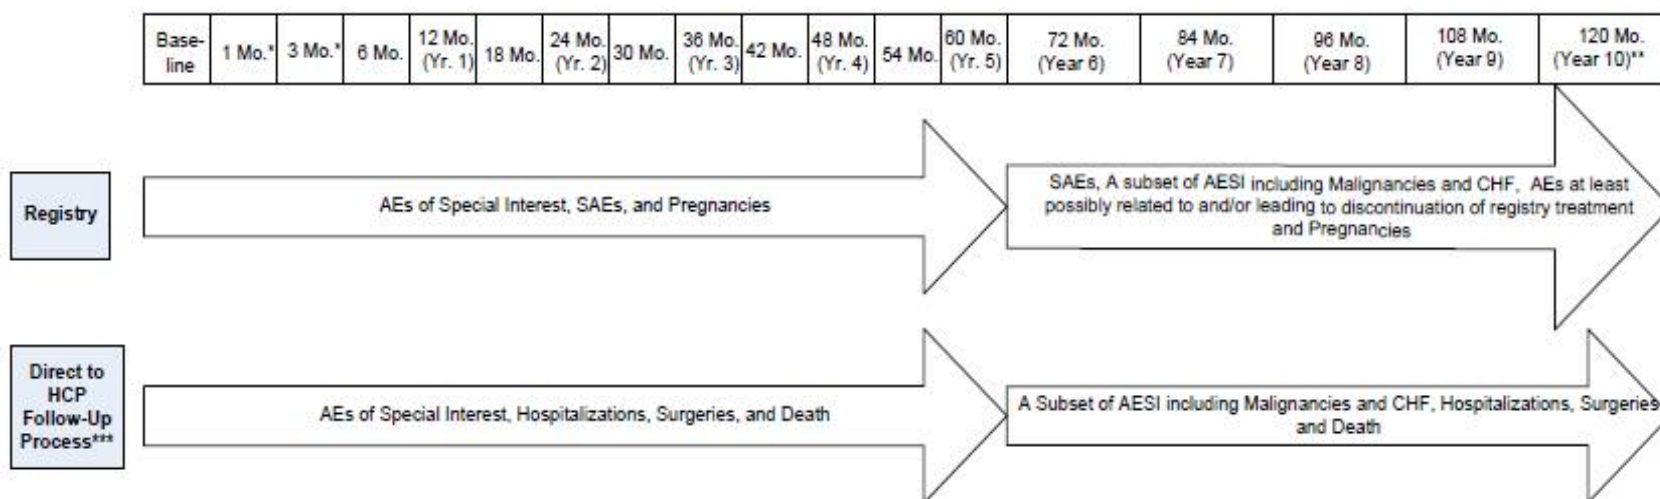 Base-
line
1 Mo.*
3 Mo.*
6 Mo.
12 Mo.
(Yr. 1)
18 Mo.
24 Mo.
(Yr. 2)
30 Mo.
36 Mo.
(Yr. 3)
42 Mo.
48 Mo.
(Yr. 4)
54 Mo.
60 Mo.
(Yr. 5)
72 Mo.
(Year 6)
84 Mo.
(Year 7)
96 Mo.
(Year 8)
108 Mo.
(Year 9)
120 Mo.
(Year 10)**
Registry
AEs of Special Interest, SAEs, and Pregnancies
SAEs, A subset of AESI including Malignancies and CHF, AEs at least
possibly related to and/or leading to discontinuation of registry treatment
and Pregnancies
Direct to
HCP
Follow-Up
Process***
AEs of Special Interest, Hospitalizations, Surgeries, and Death
A Subset of AESI including Malignancies and CHF, Hospitalizations, Surgeries
and Death